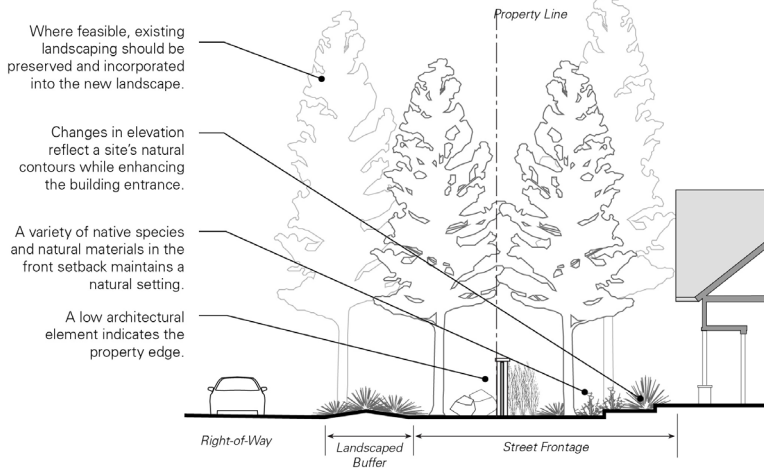 Property Line
Where feasible, existing
landscaping should be
preserved and incorporated
into the new landscape.
Changes in elevation
reflect a site's natural
contours while enhancing
the building entrance.
A variety of native species
and natural materials in the
front setback maintains a
natural setting.
A low architectural
element indicates the
property edge.
Right-of-Way
Landscaped
Buffer
Street Frontage